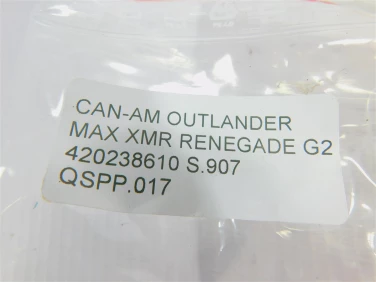 CAN-AM OUTLANDER
MAX XMR RENEGADE G2
420238610 S.907
QSPP.017